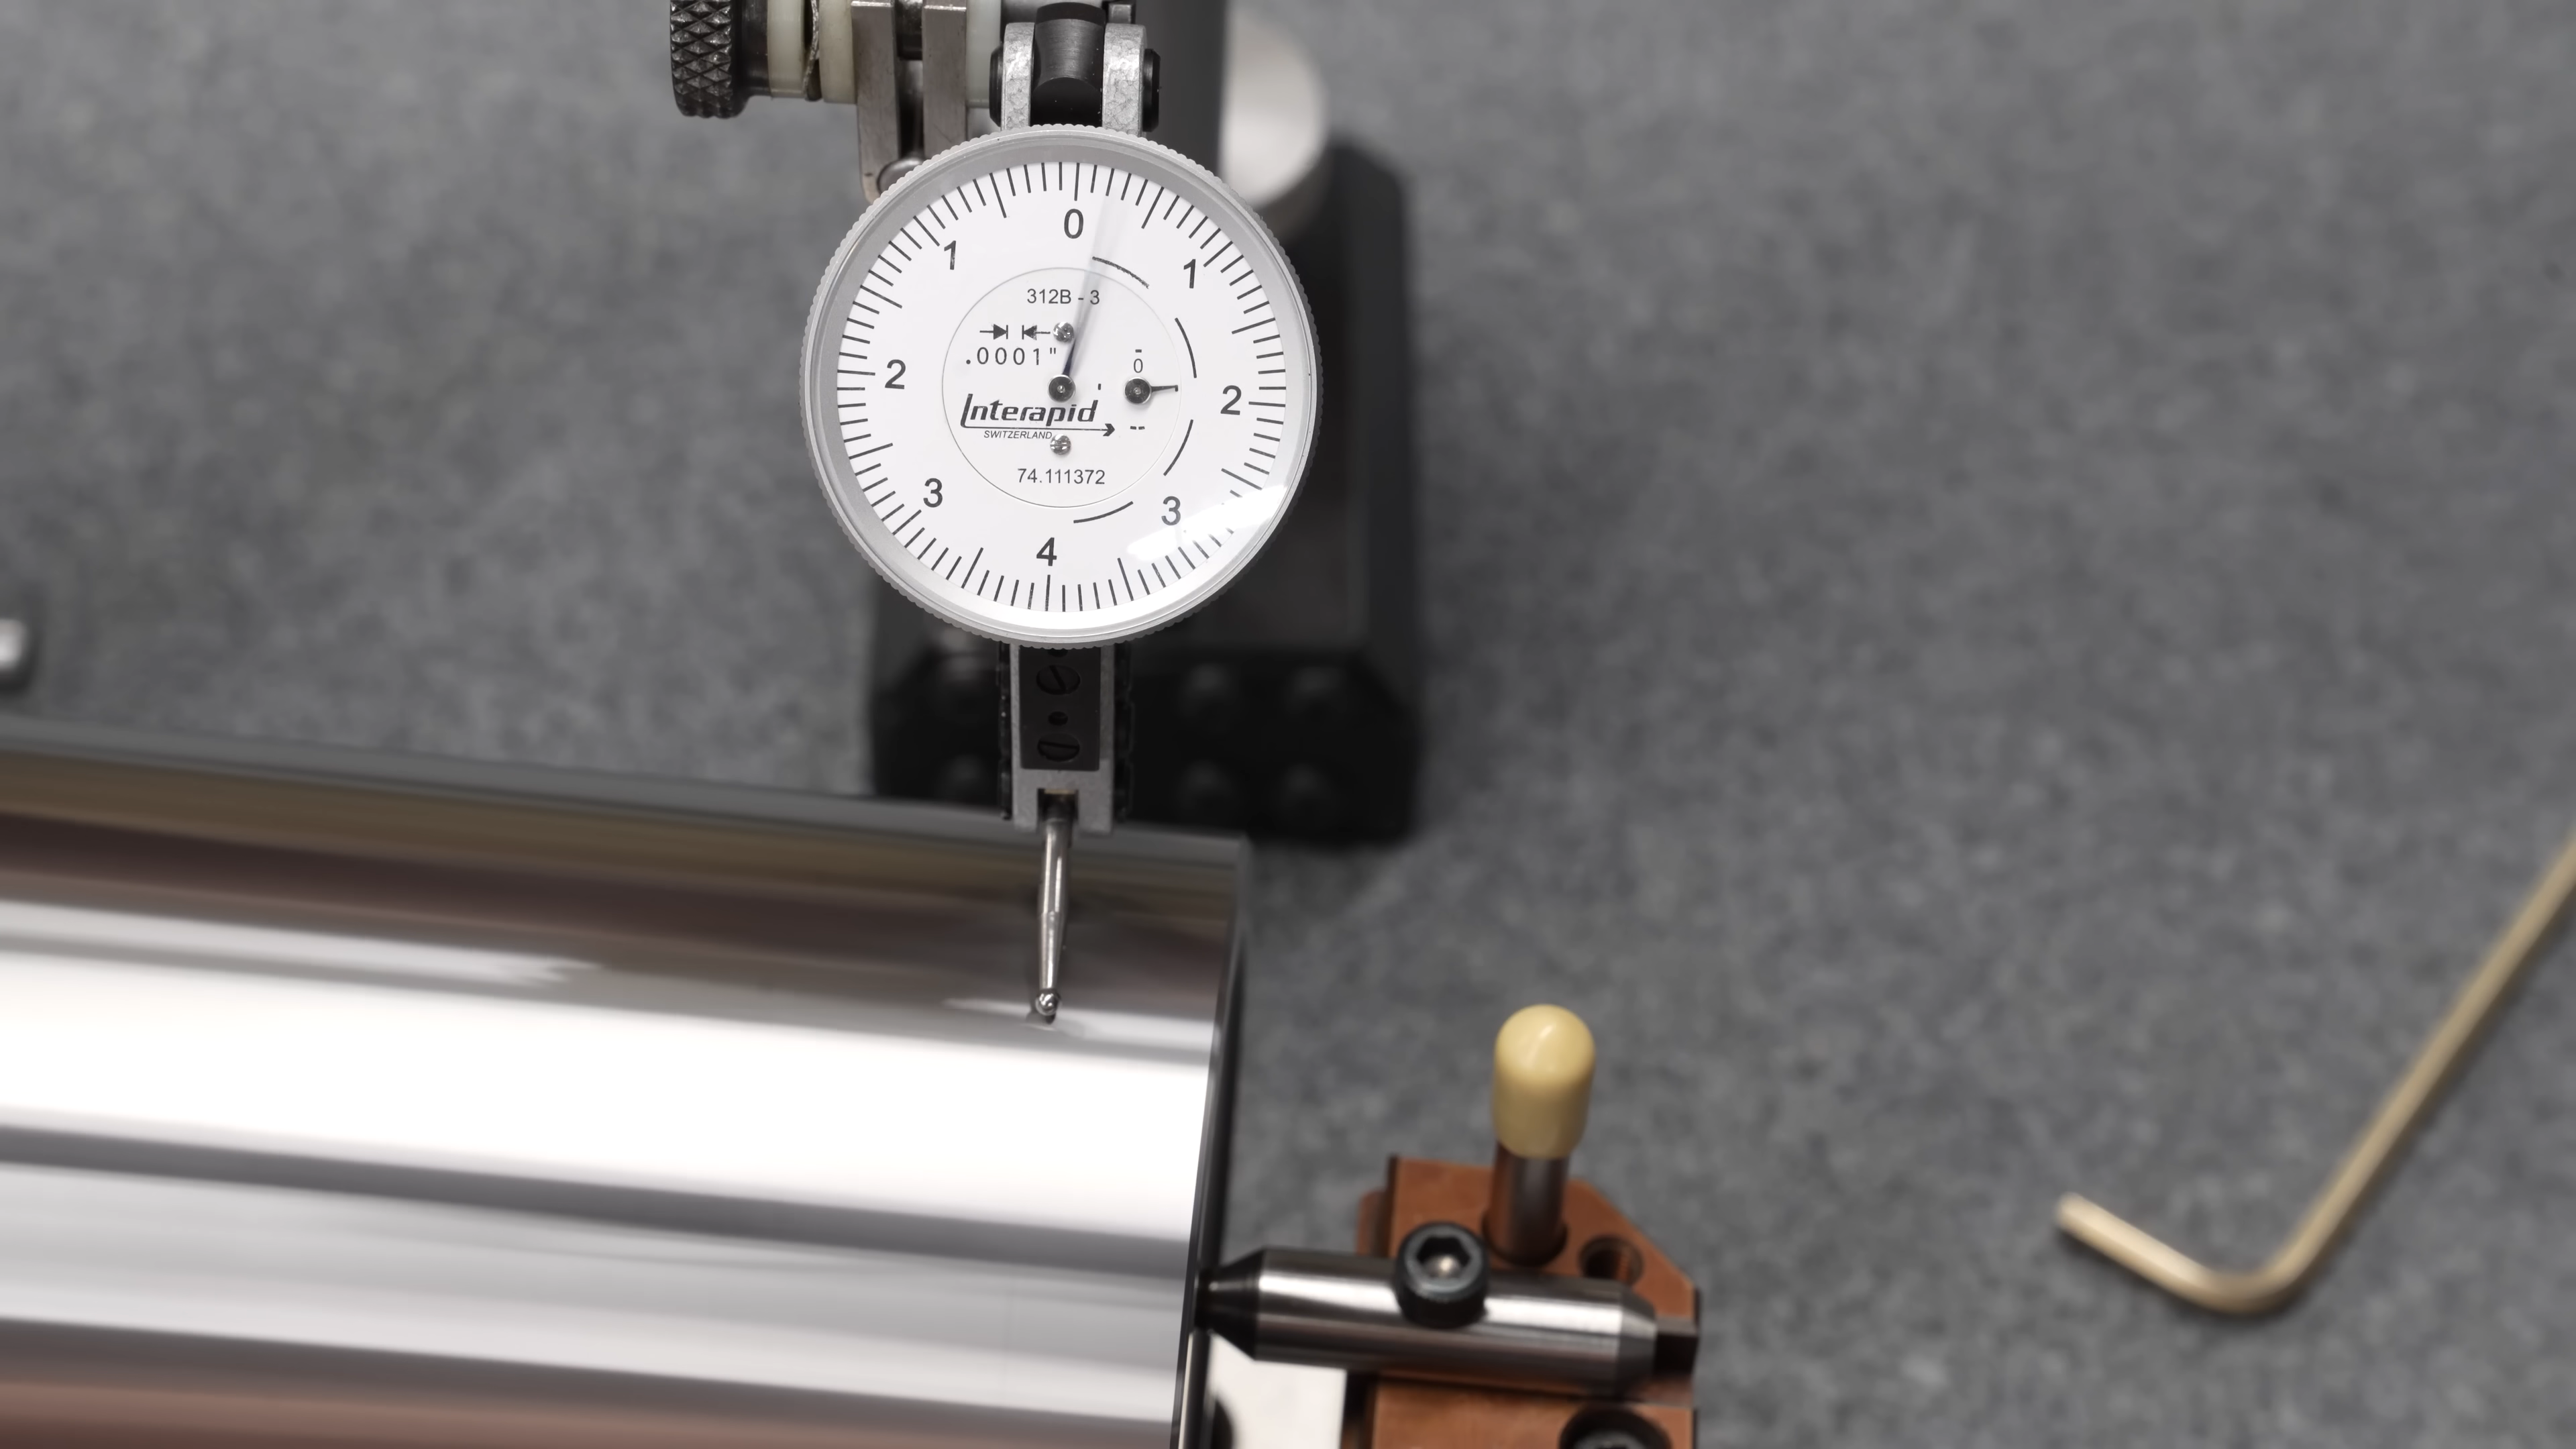 0
1 1
312B - 3
.0001"
0
2 2
Interapid
SWITZERLAND
74.111372
3 3
4